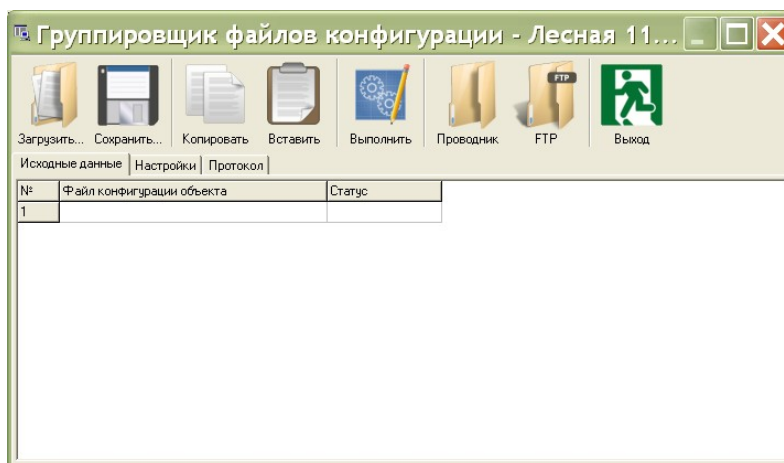 Группировщик файлов конфигурации - Лесная 11...
FTP
Загрузить... Сохранить... Копировать Вставить Выполнить Проводник FTP Выход
Исходные данные Настройки Протокол
№ Файл конфигурации объекта Статус
1